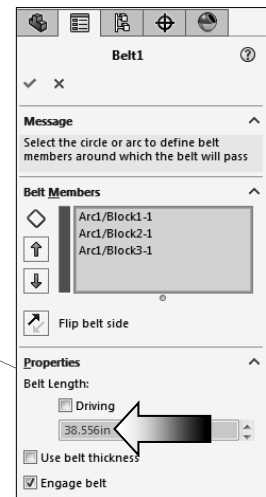 Belt1
Message
Select the circle or arc to define belt
members around which the belt will pass
Belt Members
Arc1/Block1-1
Arc1/Block2-1
Arc1/Block3-1
Flip belt side
Properties
Belt Length:
Driving
38.556in
Use belt thickness
Engage belt